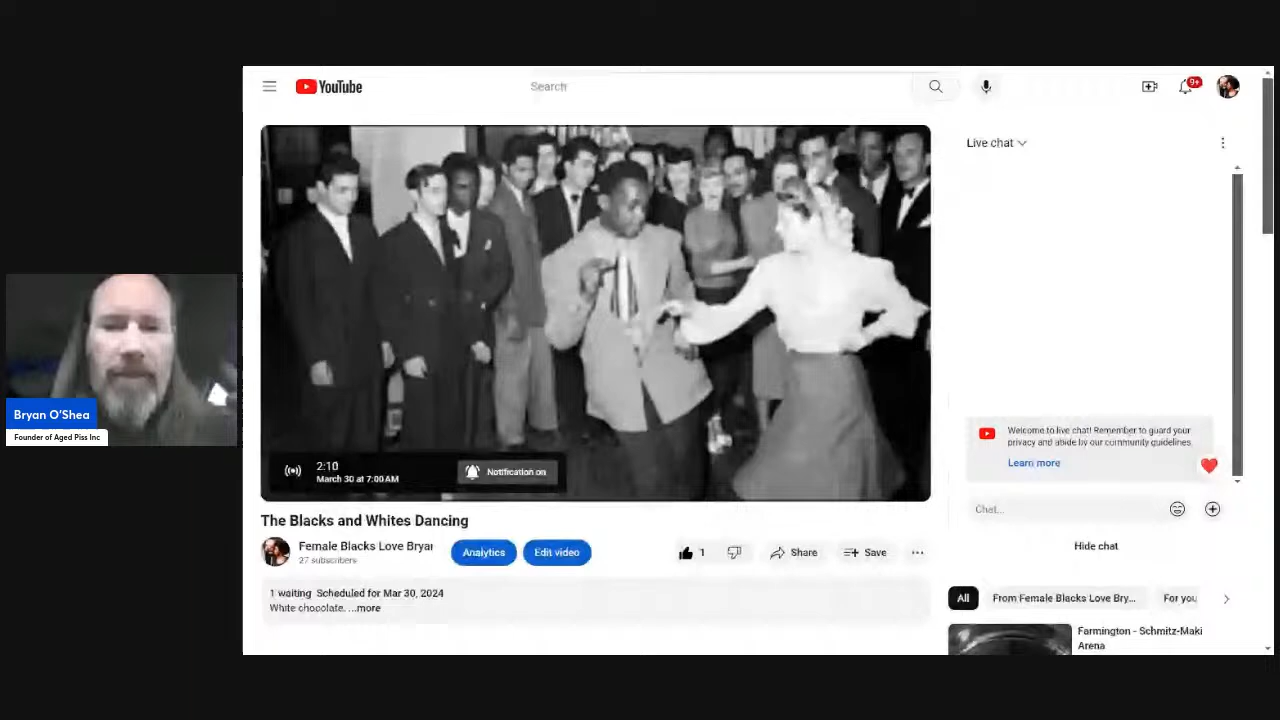 YouTube
Search
9+
Live chat
Bryan O'Shea
Founder of Aged Piss Inc
2:10
March 30 at 7:00 AM
Notification on
Welcome to live chat! Remember to guard your
privacy and abide by our community guidelines.
Learn more
Chat...
Hide chat
The Blacks and Whites Dancing
Female Blacks Love Bryan
27 subscribers
Analytics
Edit video
1
Share
Save
1 waiting Scheduled for Mar 30, 2024
White chocolate. ...more
All
From Female Blacks Love Bry...
For you
Farmington - Schmitz-Maki
Arena